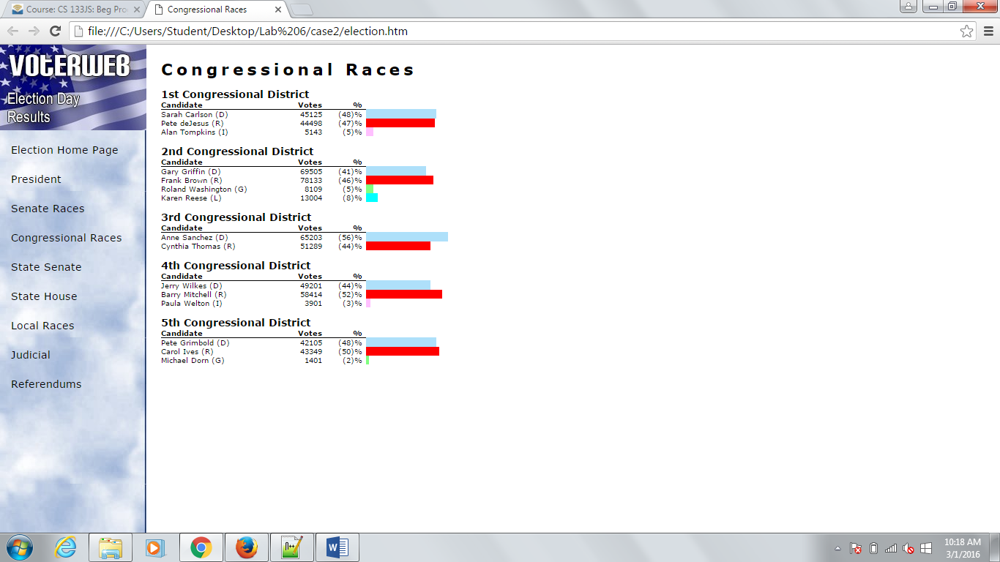 Course: CS 133JS: Beg Pro
Congressional Races
file:///C:/Users/Student/Desktop/Lab%206/case2/election.htm
VOTERWEB
Election Day
Results
Election Home Page
President
Senate Races
Congressional Races
State Senate
State House
Local Races
Judicial
Referendums
Congressional Races
1st Congressional District
Candidate Votes %
Sarah Carlson (D) 45125 (48)%
Pete deJesus (R) 44498 (47)%
Alan Tompkins (I) 5143 (5)%
2nd Congressional District
Candidate Votes %
Gary Griffin (D) 69505 (41)%
Frank Brown (R) 78133 (46)%
Roland Washington (G) 8109 (5)%
Karen Reese (L) 13004 (8)%
3rd Congressional District
Candidate Votes %
Anne Sanchez (D) 65203 (56)%
Cynthia Thomas (R) 51289 (44)%
4th Congressional District
Candidate Votes %
Jerry Wilkes (D) 49201 (44)%
Barry Mitchell (R) 58414 (52)%
Paula Welton (I) 3901 (3)%
5th Congressional District
Candidate Votes %
Pete Grimbold (D) 42105 (48)%
Carol Ives (R) 43349 (50)%
Michael Dorn (G) 1401 (2)%
10:18 AM
3/1/2016